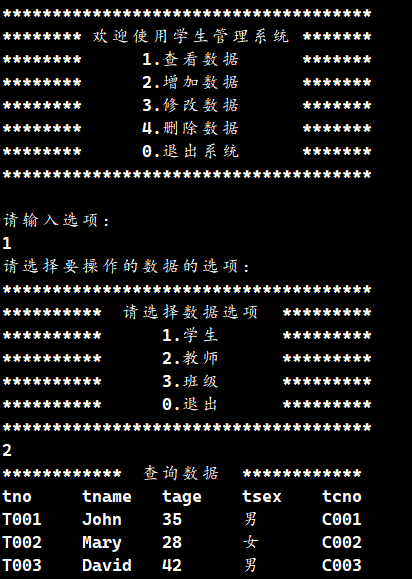 *************************************
******** 欢迎使用学生管理系统 *******
********      1.查看数据      *******
********      2.增加数据      *******
********      3.修改数据      *******
********      4.删除数据      *******
********      0.退出系统      *******
*************************************
请输入选项：
1
请选择要操作的数据的选项：
*************************************
**********  请选择数据选项  *********
**********      1.学生      *********
**********      2.教师      *********
**********      3.班级      *********
**********      0.退出      *********
*************************************
2
************  查询数据  ************
tno     tname   tage    tsex    tcno
T001    John    35      男      C001
T002    Mary    28      女      C002
T003    David   42      男      C003